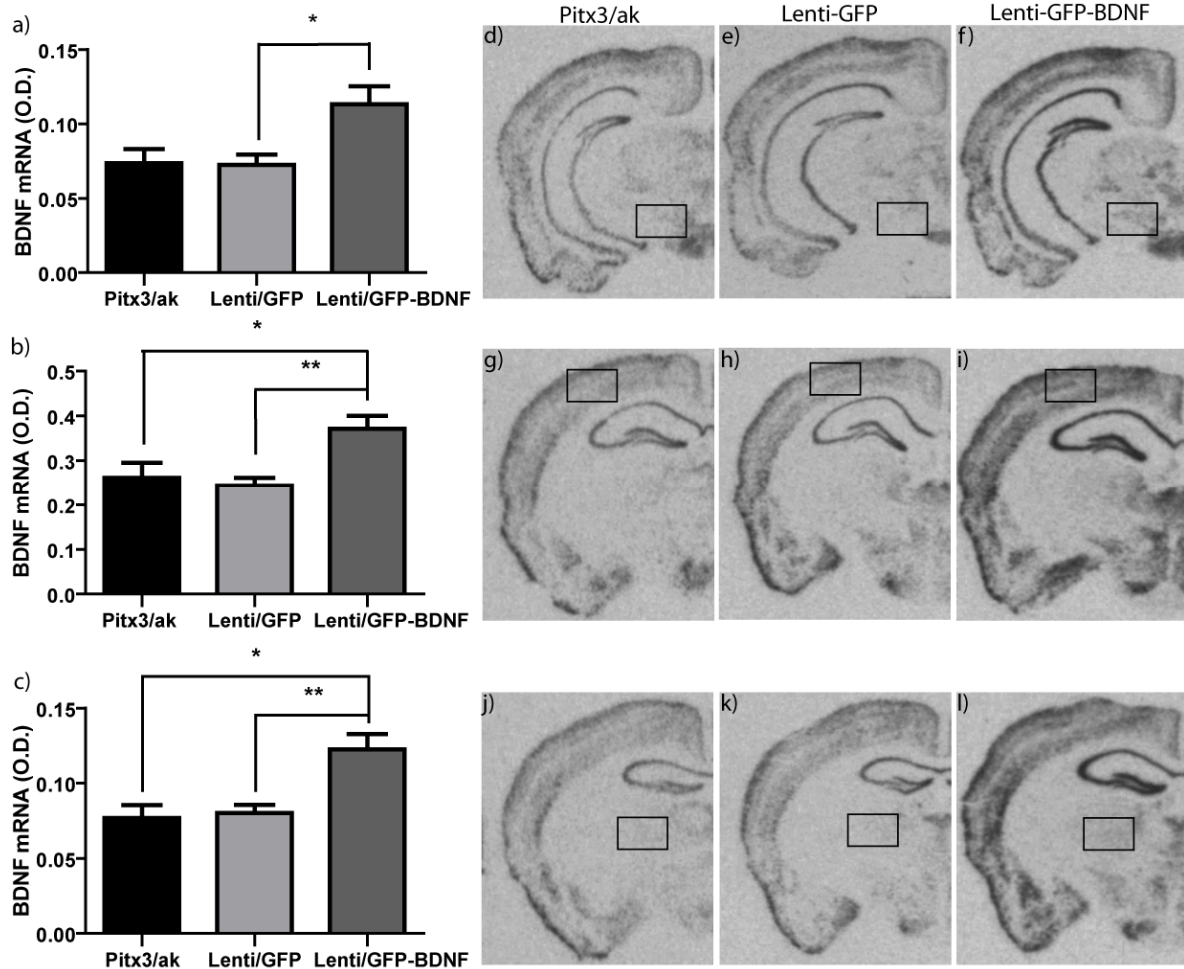 Pitx3/ak Lenti-GFP Lenti-GFP-BDNF
a)
*
BDNF mRNA (O.D.)
0.15
0.10
0.05
0.00
Pitx3/ak Lenti/GFP Lenti/GFP-BDNF
d) e) f)
b)
*
**
BDNF mRNA (O.D.)
0.5
0.4
0.3
0.2
0.1
0.0
Pitx3/ak Lenti/GFP Lenti/GFP-BDNF
g) h) i)
c)
*
**
BDNF mRNA (O.D.)
0.15
0.10
0.05
0.00
Pitx3/ak Lenti/GFP Lenti/GFP-BDNF
j) k) l)